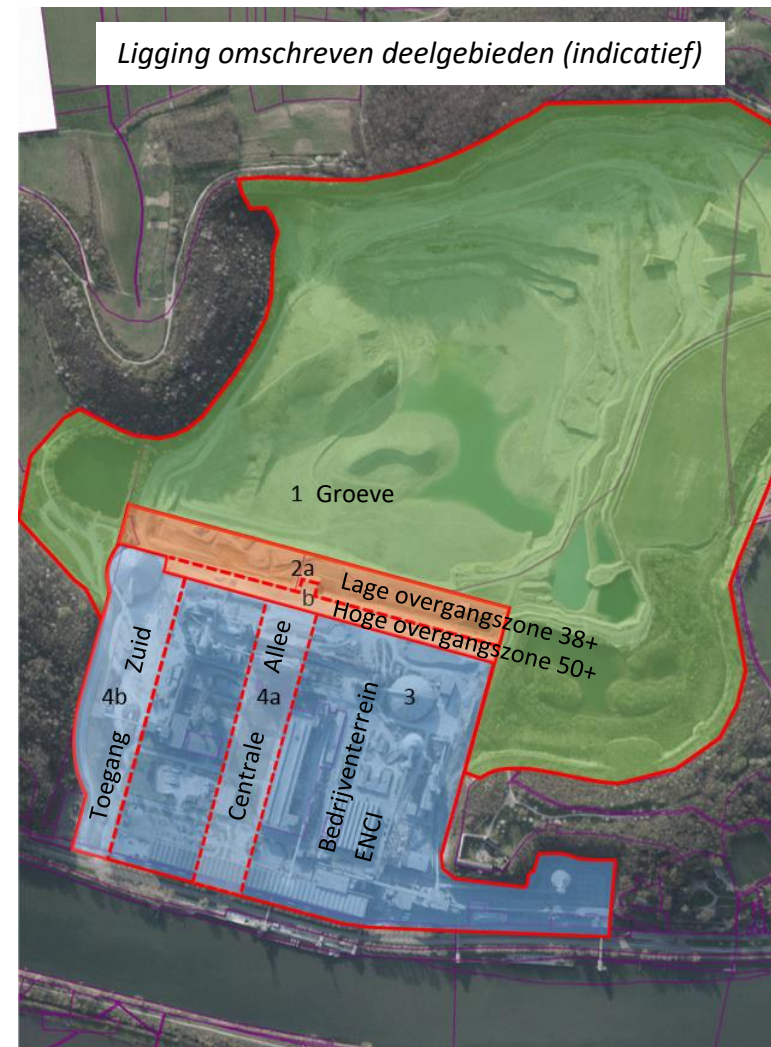 Ligging omschreven deelgebieden (indicatief)
1 Groeve
2a
Lage overgangszone 38+
b
Hoge overgangszone 50+
4b
Toegang Zuid
4a
Centrale Allee
3
Bedrijventerrein
ENCI